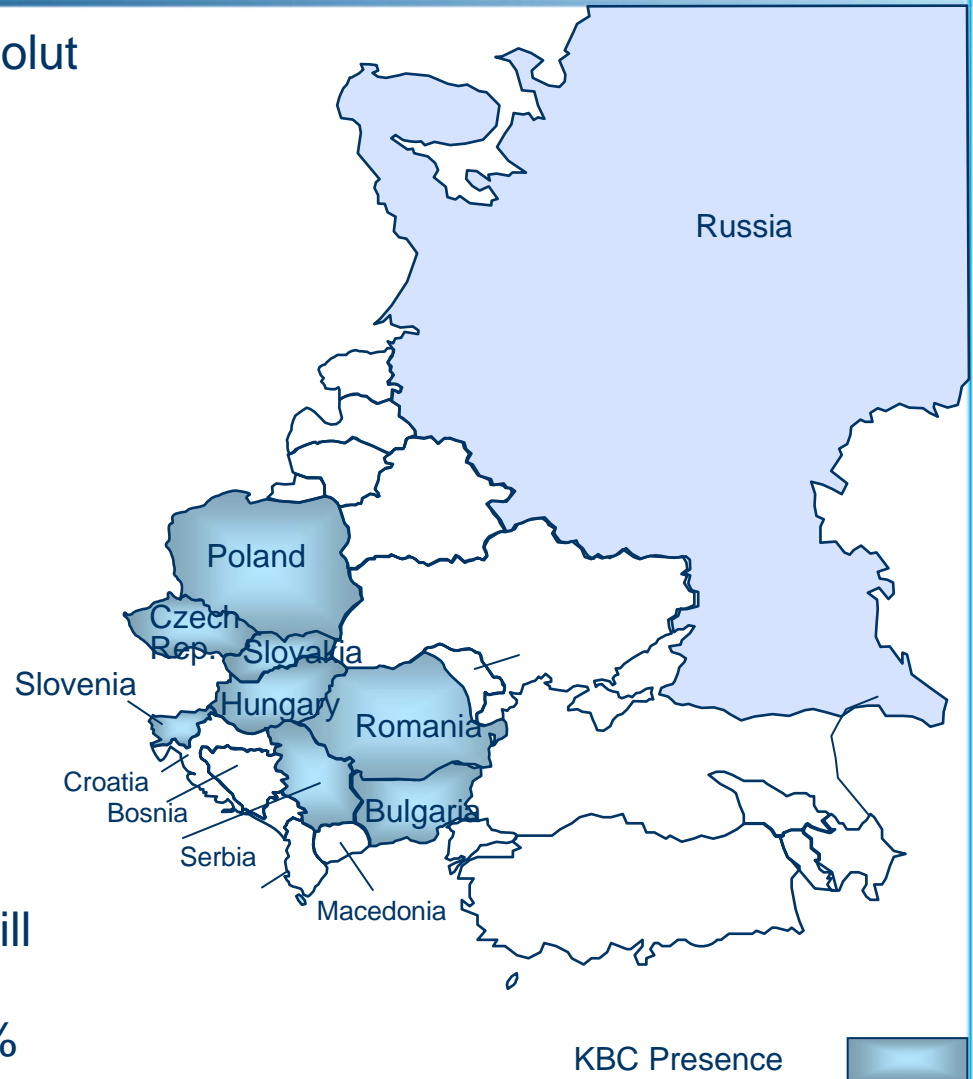 olut
Russia
Poland
Czech
Rep.
Slovakia
Slovenia
Hungary
Romania
Croatia
Bosnia
Bulgaria
Serbia
Macedonia
ill
%
KBC Presence